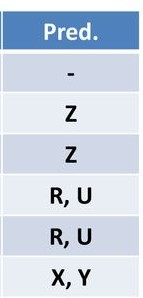 Pred.
-
Z
Z
R, U
R, U
X, Y